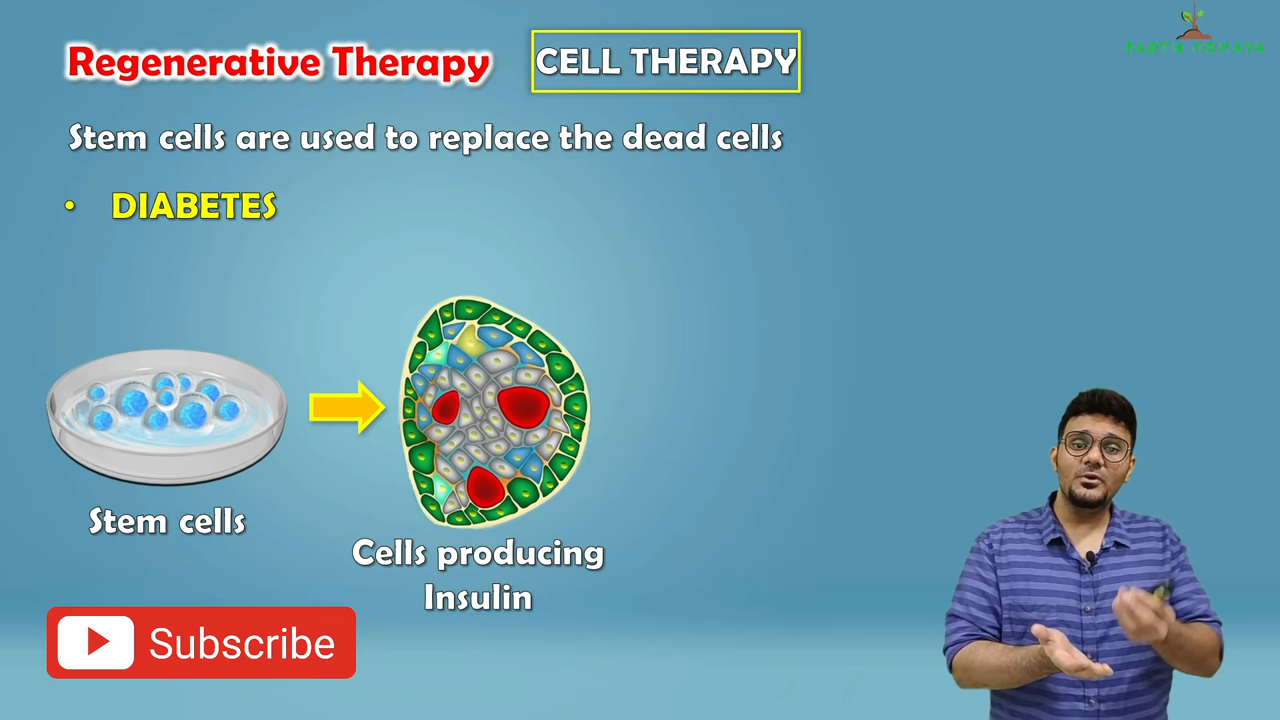 Regenerative Therapy
CELL THERAPY
Stem cells are used to replace the dead cells
• DIABETES
Stem cells
Cells producing
Insulin
Subscribe